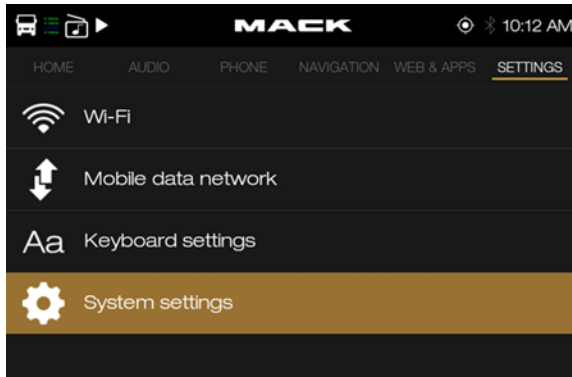 MACK 10:12 AM
HOME AUDIO PHONE NAVIGATION WEB & APPS SETTINGS
Wi-Fi
Mobile data network
Aa Keyboard settings
System settings